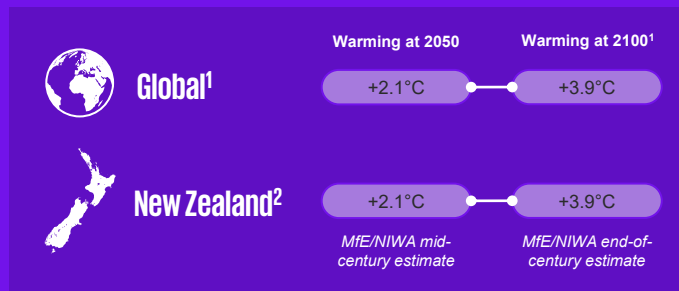 Warming at 2050 Warming at 2100¹
Global¹ +2.1°C +3.9°C
New Zealand² +2.1°C +3.9°C
MfE/NIWA mid- MfE/NIWA end-of-
century estimate century estimate